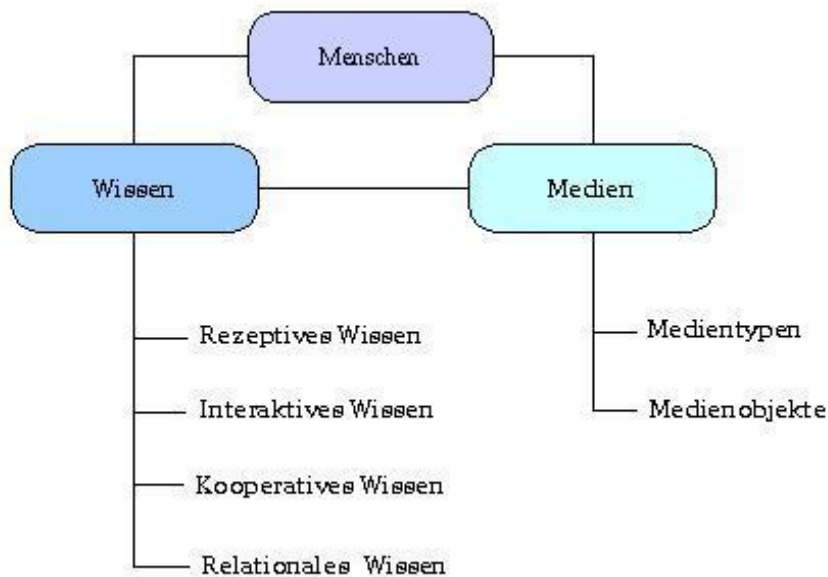 Menschen
Wissen
Medien
Rezeptives Wissen
Interaktives Wissen
Kooperatives Wissen
Relationales Wissen
Medientypen
Medienobjekte